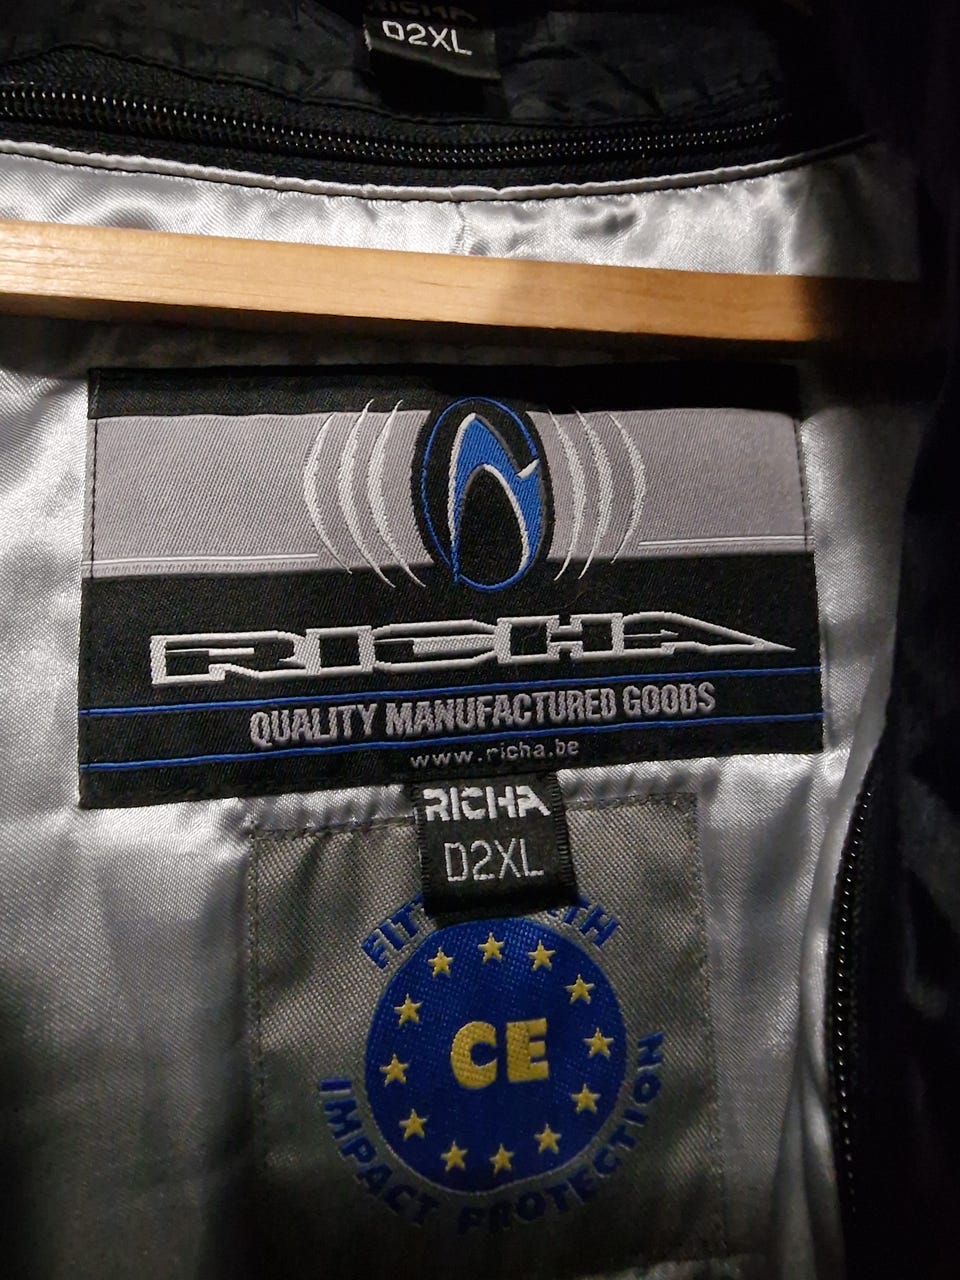 RICHA
D2XL
RICHA
QUALITY MANUFACTURED GOODS
www.richa.be
RICHA
D2XL
CE
IMPACT PROTECTION